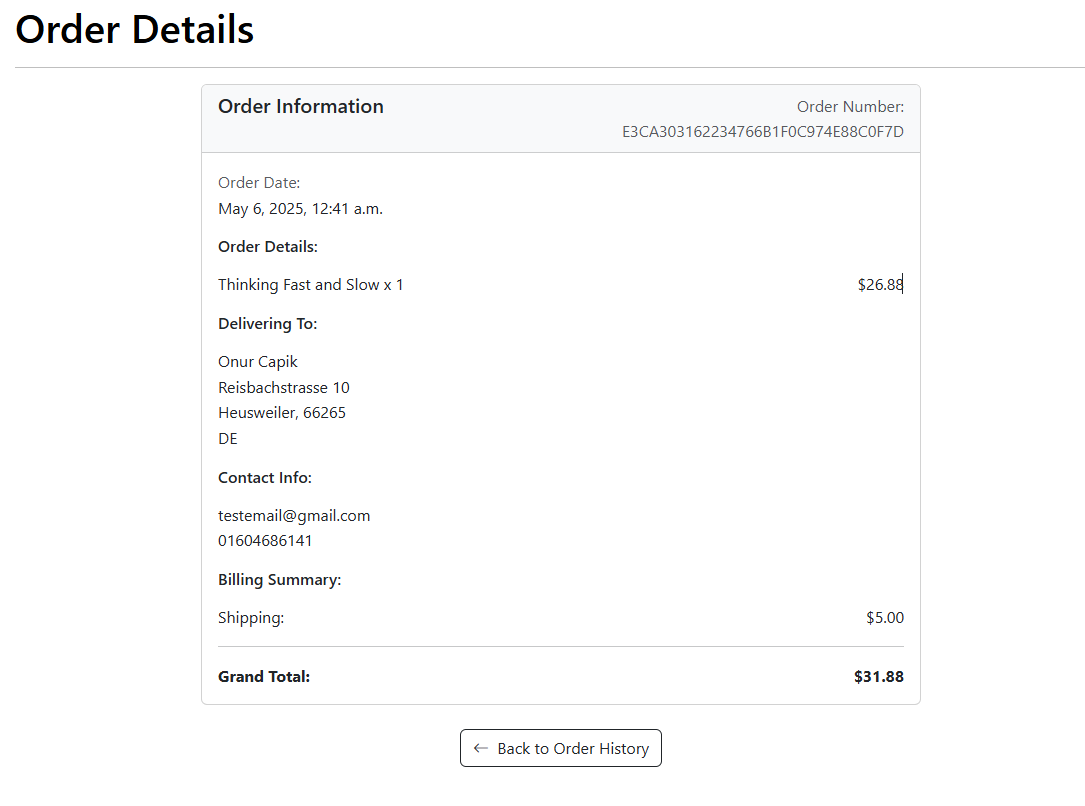 Order Details
Order Information
Order Number:
E3CA303162234766B1F0C974E88C0F7D
Order Date:
May 6, 2025, 12:41 a.m.
Order Details:
Thinking Fast and Slow x 1 $26.88
Delivering To:
Onur Capik
Reisbachstrasse 10
Heusweiler, 66265
DE
Contact Info:
testemail@gmail.com
01604686141
Billing Summary:
Shipping: $5.00
Grand Total: $31.88
← Back to Order History